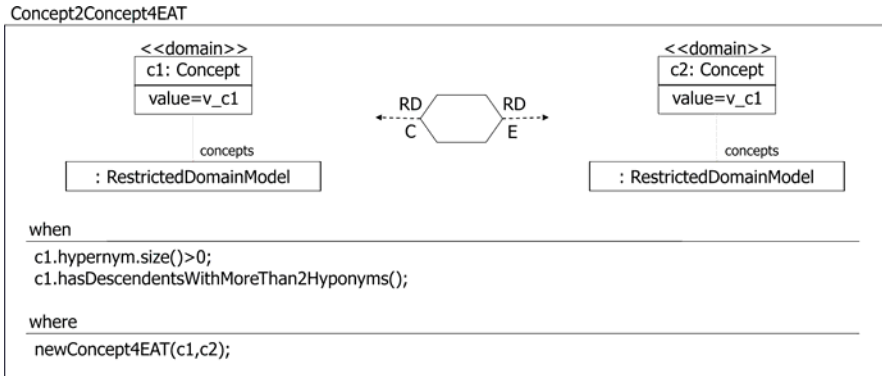 Concept2Concept4EAT
<<domain>>
c1: Concept
value=v_c1
concepts
: RestrictedDomainModel
RD RD
C E
<<domain>>
c2: Concept
value=v_c1
concepts
: RestrictedDomainModel
when
c1.hypernym.size()>0;
c1.hasDescendentsWithMoreThan2Hyponyms();
where
newConcept4EAT(c1,c2);